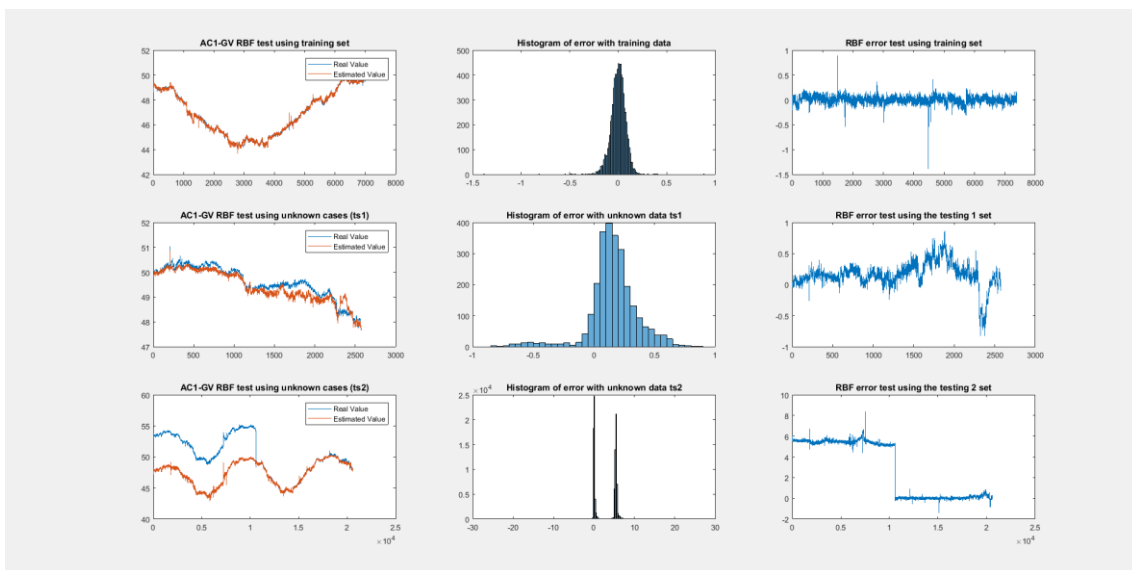 AC1-GV RBF test using training set
52
50
48
46
44
42
Real Value
Estimated Value
0 1000 2000 3000 4000 5000 6000 7000 8000
Histogram of error with training data
500
400
300
200
100
0
-1.5 -1 -0.5 0 0.5 1
RBF error test using training set
1
0.5
0
-0.5
-1
-1.5
0 1000 2000 3000 4000 5000 6000 7000 8000
AC1-GV RBF test using unknown cases (ts1)
52
51
50
49
48
47
Real Value
Estimated Value
0 500 1000 1500 2000 2500 3000
Histogram of error with unknown data ts1
400
300
200
100
0
-1 -0.5 0 0.5 1
RBF error test using the testing 1 set
1
0.5
0
-0.5
-1
0 500 1000 1500 2000 2500 3000
AC1-GV RBF test using unknown cases (ts2)
60
55
50
45
40
Real Value
Estimated Value
0 0.5 1 1.5 2 2.5
× 10^4
Histogram of error with unknown data ts2
× 10^4
2.5
2
1.5
1
0.5
0
-30 -20 -10 0 10 20 30
RBF error test using the testing 2 set
10
8
6
4
2
0
-2
0 0.5 1 1.5 2 2.5
× 10^4